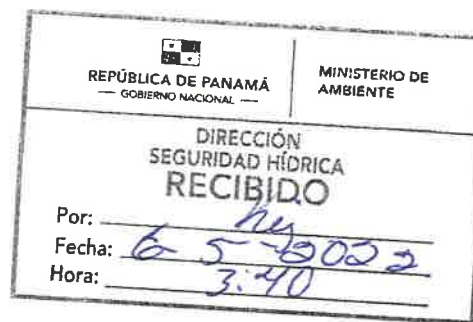 REPÚBLICA DE PANAMÁ
— GOBIERNO NACIONAL —
MINISTERIO DE
AMBIENTE
DIRECCIÓN
SEGURIDAD HÍDRICA
RECIBIDO
Por:
Fecha: 6-5-2022
Hora: 3:40